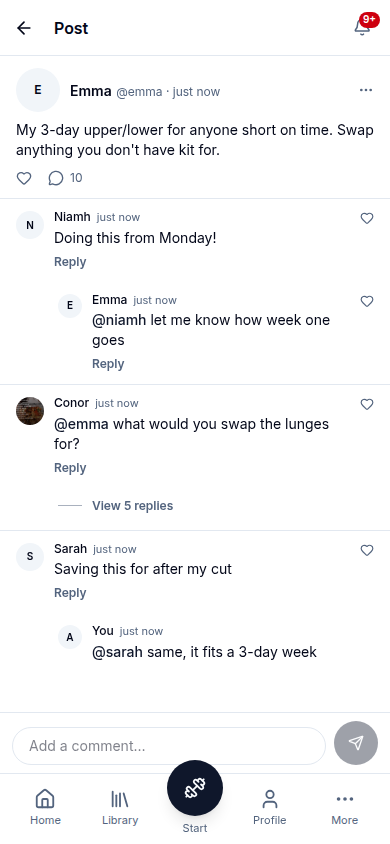 Post
9+
E
Emma @emma · just now
My 3-day upper/lower for anyone short on time. Swap
anything you don't have kit for.
10
N
Niamh just now
Doing this from Monday!
Reply
E
Emma just now
@niamh let me know how week one
goes
Reply
Conor just now
@emma what would you swap the lunges
for?
Reply
View 5 replies
S
Sarah just now
Saving this for after my cut
Reply
A
You just now
@sarah same, it fits a 3-day week
Add a comment...
Home
Library
Start
Profile
More